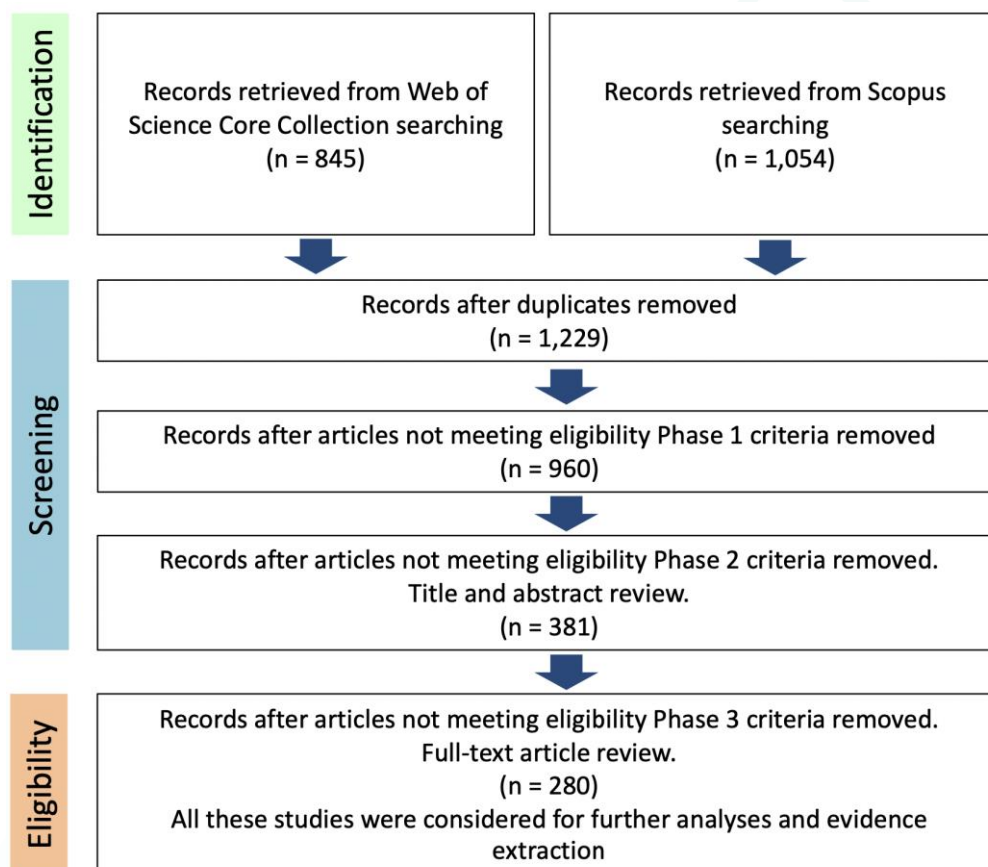 Identification
Records retrieved from Web of
Science Core Collection searching
(n = 845)
Records retrieved from Scopus
searching
(n = 1,054)
Screening
Records after duplicates removed
(n = 1,229)
Records after articles not meeting eligibility Phase 1 criteria removed
(n = 960)
Records after articles not meeting eligibility Phase 2 criteria removed.
Title and abstract review.
(n = 381)
Eligibility
Records after articles not meeting eligibility Phase 3 criteria removed.
Full-text article review.
(n = 280)
All these studies were considered for further analyses and evidence
extraction